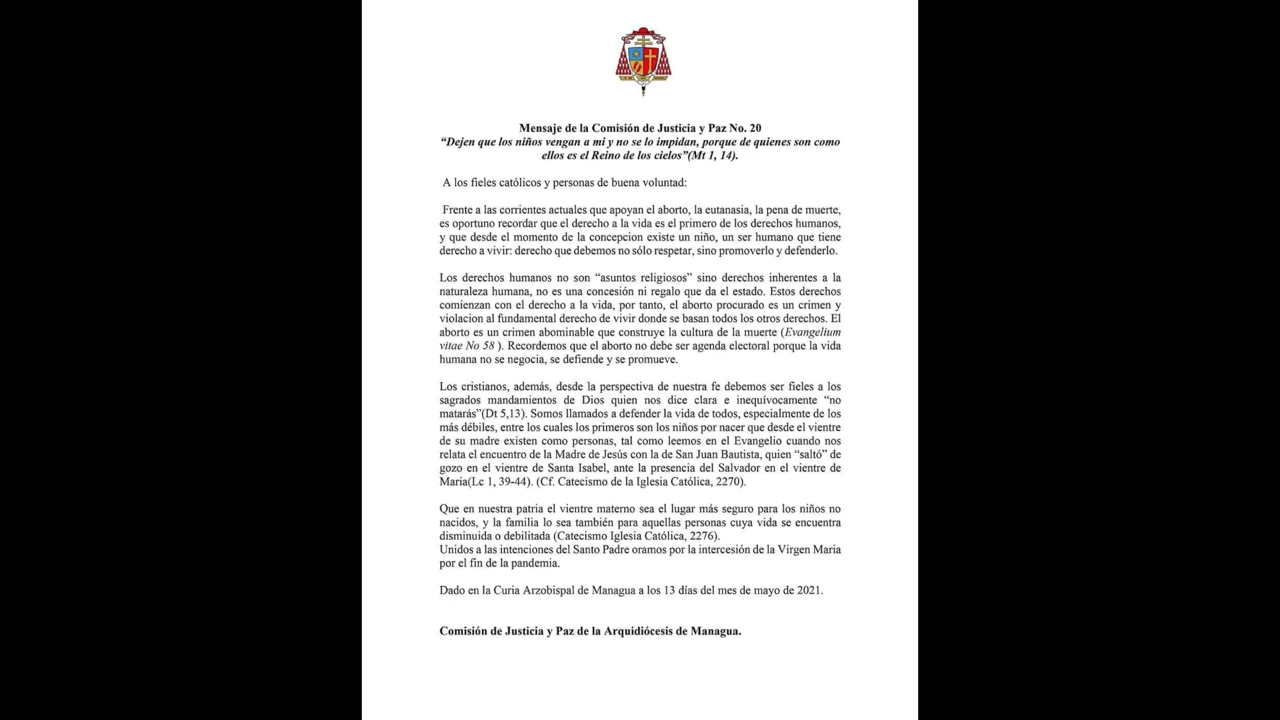 Mensaje de la Comisión de Justicia y Paz No. 20
“Dejen que los niños vengan a mi y no se lo impidan, porque de quienes son como
ellos es el Reino de los cielos”(Mt 1, 14).
A los fieles católicos y personas de buena voluntad:
Frente a las corrientes actuales que apoyan el aborto, la eutanasia, la pena de muerte,
es oportuno recordar que el derecho a la vida es el primero de los derechos humanos,
y que desde el momento de la concepcion existe un niño, un ser humano que tiene
derecho a vivir: derecho que debemos no sólo respetar, sino promoverlo y defenderlo.
Los derechos humanos no son “asuntos religiosos” sino derechos inherentes a la
naturaleza humana, no es una concesión ni regalo que da el estado. Estos derechos
comienzan con el derecho a la vida, por tanto, el aborto procurado es un crimen y
violacion al fundamental derecho de vivir donde se basan todos los otros derechos. El
aborto es un crimen abominable que construye la cultura de la muerte (Evangelium
vitae No 58 ). Recordemos que el aborto no debe ser agenda electoral porque la vida
humana no se negocia, se defiende y se promueve.
Los cristianos, además, desde la perspectiva de nuestra fe debemos ser fieles a los
sagrados mandamientos de Dios quien nos dice clara e inequívocamente “no
matarás”(Dt 5,13). Somos llamados a defender la vida de todos, especialmente de los
más débiles, entre los cuales los primeros son los niños por nacer que desde el vientre
de su madre existen como personas, tal como leemos en el Evangelio cuando nos
relata el encuentro de la Madre de Jesús con la de San Juan Bautista, quien “saltó” de
gozo en el vientre de Santa Isabel, ante la presencia del Salvador en el vientre de
Maria(Lc 1, 39-44). (Cf. Catecismo de la Iglesia Católica, 2270).
Que en nuestra patria el vientre materno sea el lugar más seguro para los niños no
nacidos, y la familia lo sea también para aquellas personas cuya vida se encuentra
disminuida o debilitada (Catecismo Iglesia Católica, 2276).
Unidos a las intenciones del Santo Padre oramos por la intercesión de la Virgen Maria
por el fin de la pandemia.
Dado en la Curia Arzobispal de Managua a los 13 días del mes de mayo de 2021.
Comisión de Justicia y Paz de la Arquidiócesis de Managua.